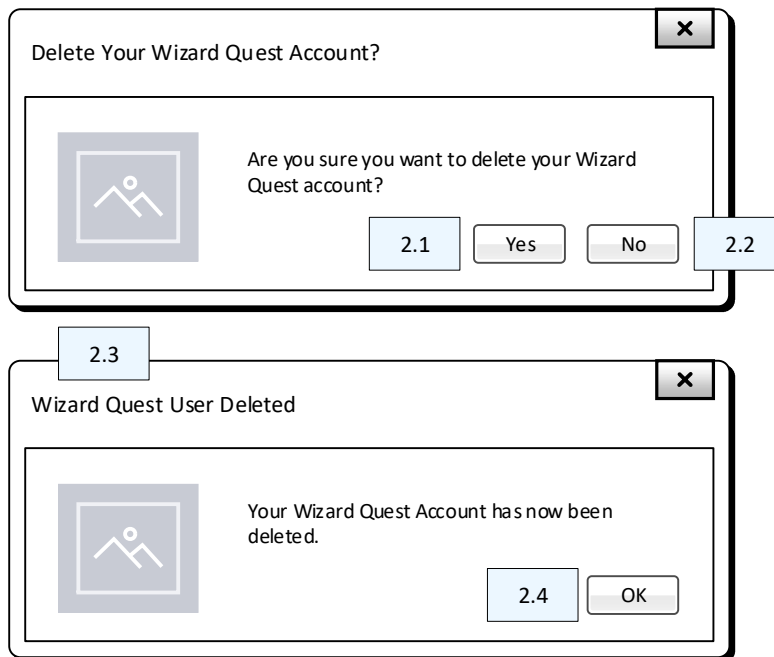 Delete Your Wizard Quest Account?
Are you sure you want to delete your Wizard
Quest account?
2.1
Yes
No
2.2
2.3
Wizard Quest User Deleted
Your Wizard Quest Account has now been
deleted.
2.4
OK